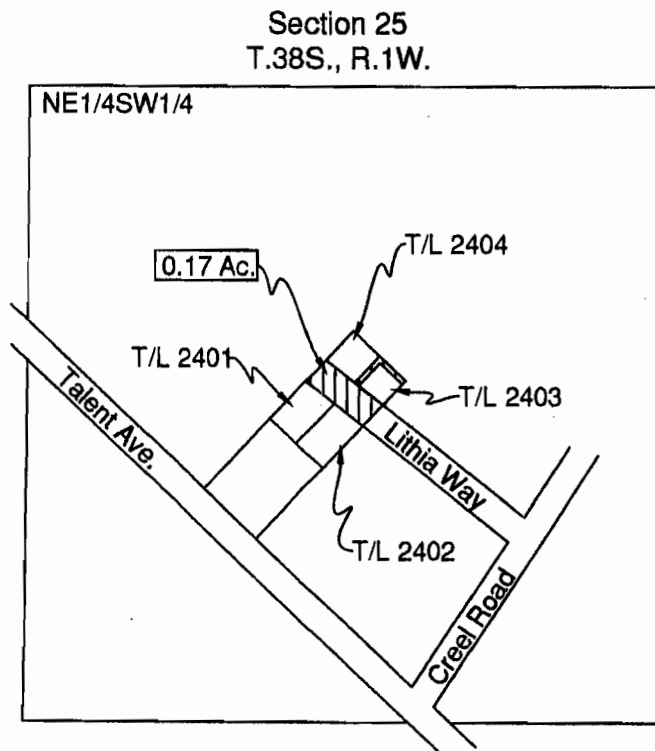 Section 25
T.38S., R.1W.
NE1/4SW1/4
T/L 2404
0.17 Ac.
T/L 2401
T/L 2403
Talent Ave.
Lithia Way
T/L 2402
Creel Road